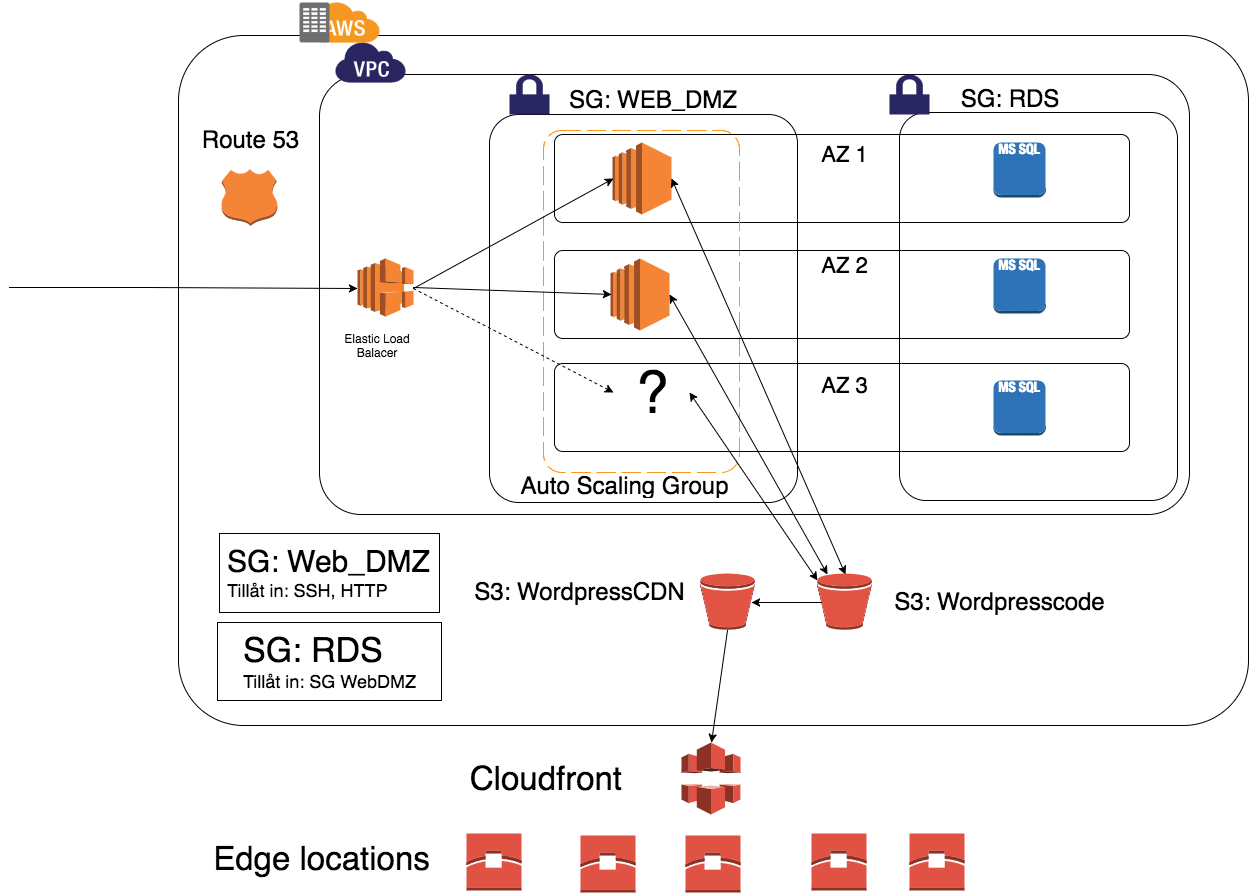 AWS
VPC
SG: WEB_DMZ
SG: RDS
Route 53
AZ 1
MS SQL
AZ 2
MS SQL
Elastic Load
Balacer
AZ 3
MS SQL
?
Auto Scaling Group
SG: Web_DMZ
Tillåt in: SSH, HTTP
S3: WordpressCDN
S3: Wordpresscode
SG: RDS
Tillåt in: SG WebDMZ
Cloudfront
Edge locations